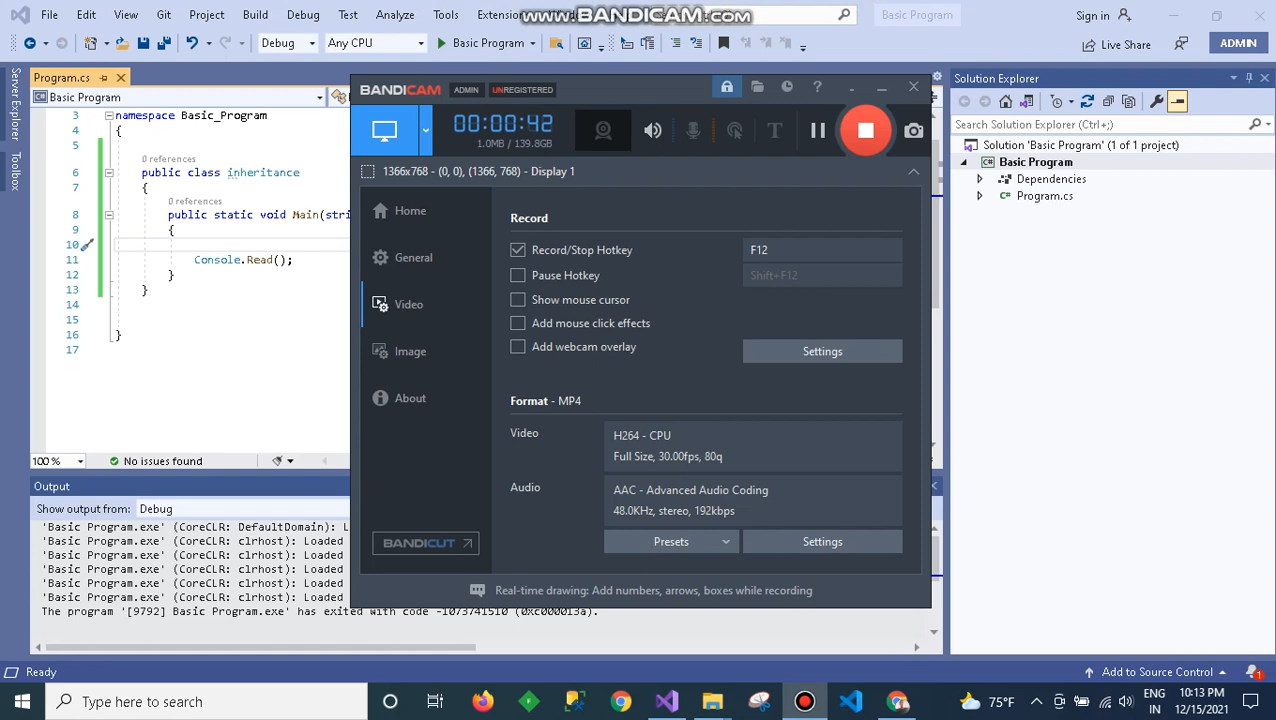 File Edit View Git Project Build Debug Test Analyze Tools
www.BANDICAM.com
Basic Program
Sign in
Debug
Any CPU
Basic Program
Live Share
ADMIN
Server Explorer
Toolbox
Program.cs
Basic Program
3 namespace Basic_Program
4 {
5
0 references
6 public class inheritance
7 {
0 references
8 public static void Main(stri
9 {
10
11 Console.Read();
12 }
13 }
14
15
16 }
17
100 %
No issues found
Output
Show output from: Debug
'Basic Program.exe' (CoreCLR: DefaultDomain): L
'Basic Program.exe' (CoreCLR: clrhost): Loaded
'Basic Program.exe' (CoreCLR: clrhost): Loaded
'Basic Program.exe' (CoreCLR: clrhost): Loaded
'Basic Program.exe' (CoreCLR: clrhost): Loaded
'Basic Program.exe' (CoreCLR: clrhost): Loaded
The program '[9792] Basic Program.exe' has exited with code -1073741510 (0xc000013a).
BANDICAM
ADMIN
UNREGISTERED
00:00:42
1.0MB / 139.8GB
1366x768 - (0, 0), (1366, 768) - Display 1
Home
General
Video
Image
About
BANDICUT
Record
Record/Stop Hotkey F12
Pause Hotkey Shift+F12
Show mouse cursor
Add mouse click effects
Add webcam overlay
Settings
Format - MP4
Video
H264 - CPU
Full Size, 30.00fps, 80q
Audio
AAC - Advanced Audio Coding
48.0KHz, stereo, 192kbps
Presets
Settings
Real-time drawing: Add numbers, arrows, boxes while recording
Solution Explorer
Search Solution Explorer (Ctrl+;)
Solution 'Basic Program' (1 of 1 project)
Basic Program
Dependencies
Program.cs
Ready
Add to Source Control
1
Type here to search
75°F
ENG
IN
10:13 PM
12/15/2021